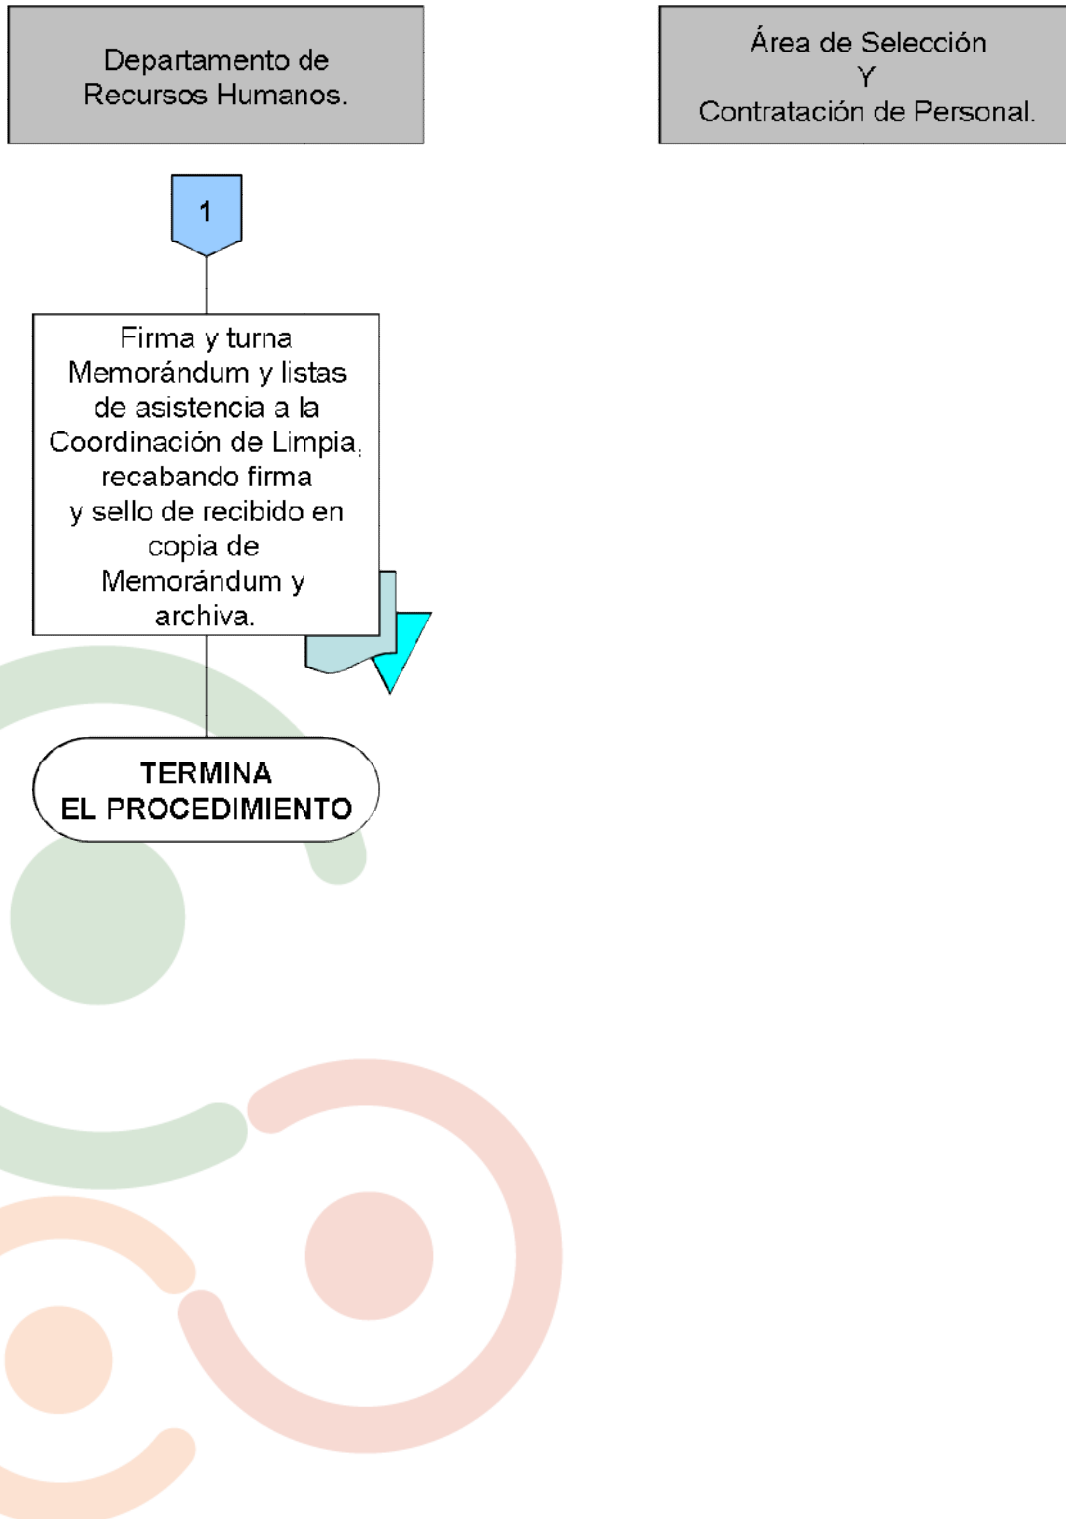 Departamento de
Recursos Humanos.
Área de Selección
Y
Contratación de Personal.
1
Firma y turna
Memorándum y listas
de asistencia a la
Coordinación de Limpia,
recabando firma
y sello de recibido en
copia de
Memorándum y
archiva.
TERMINA
EL PROCEDIMIENTO